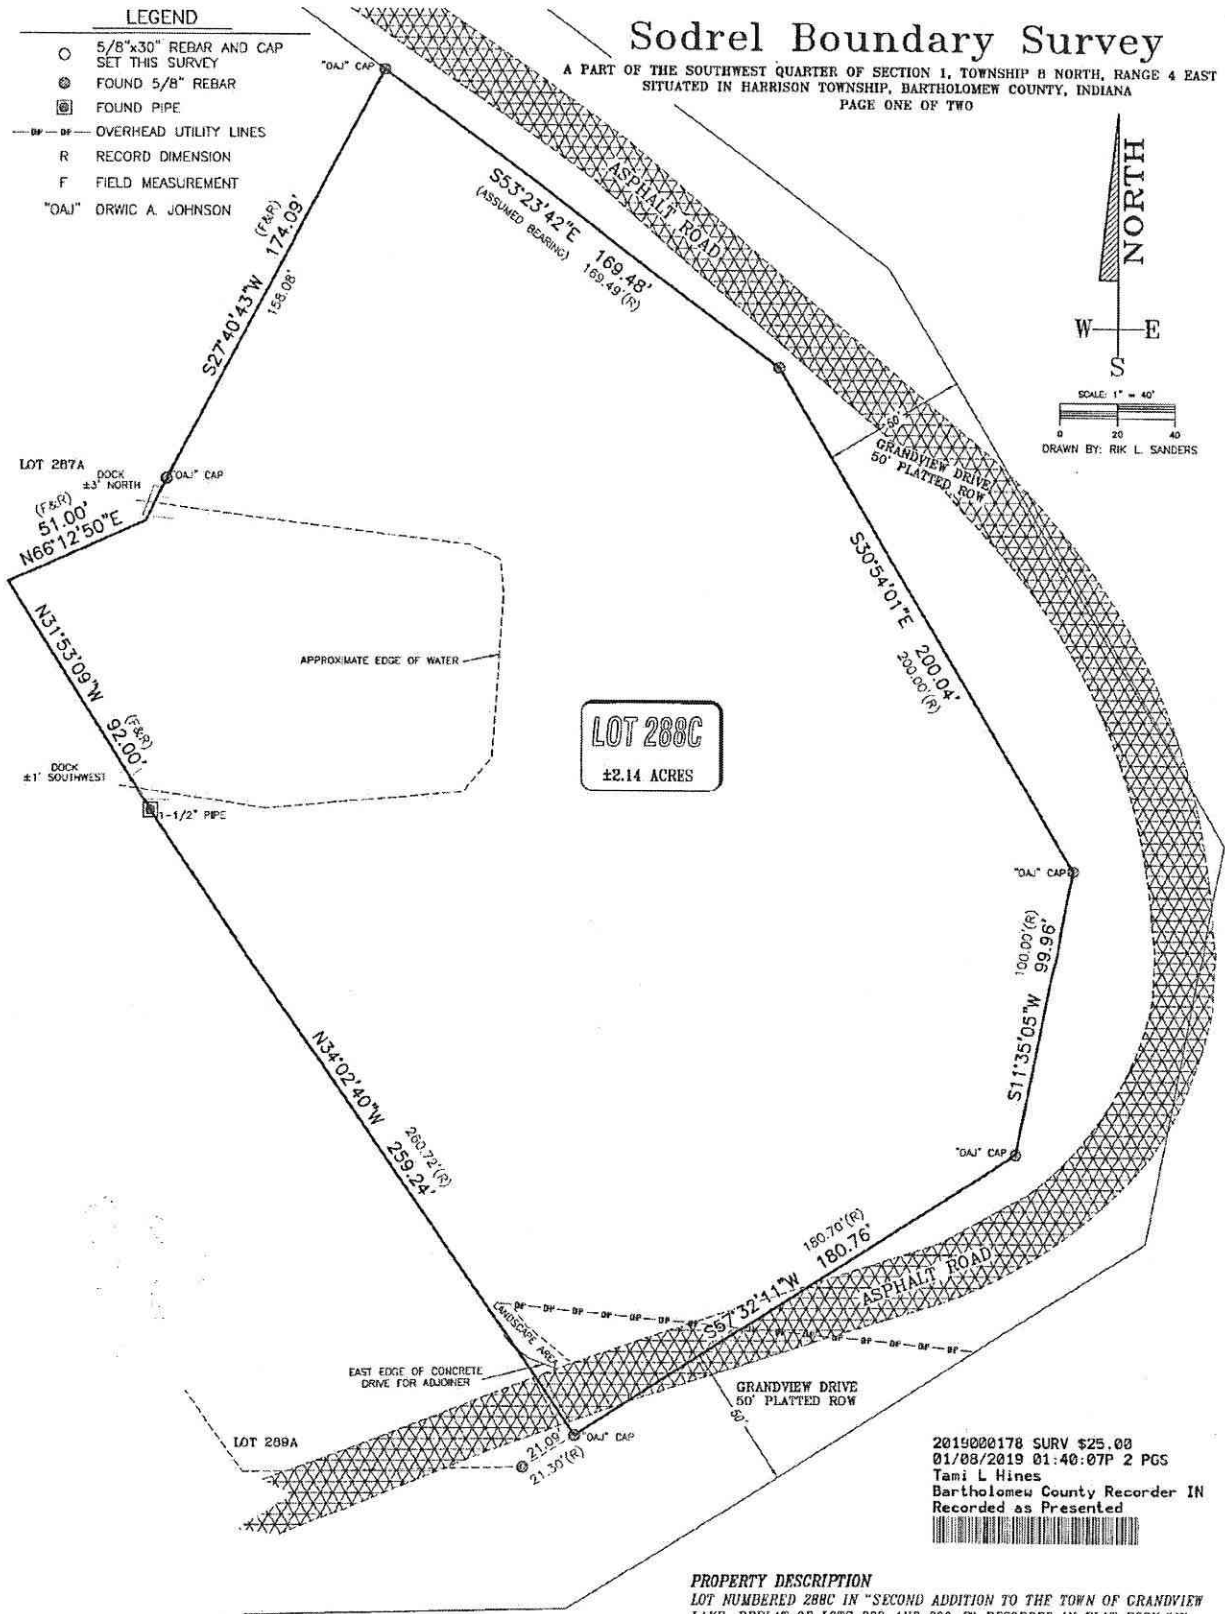 LEGEND
5/8"x30" REBAR AND CAP
SET THIS SURVEY
FOUND 5/8" REBAR
FOUND PIPE
OVERHEAD UTILITY LINES
R RECORD DIMENSION
F FIELD MEASUREMENT
"OAJ" ORWIC A. JOHNSON
Sodrel Boundary Survey
A PART OF THE SOUTHWEST QUARTER OF SECTION 1, TOWNSHIP 8 NORTH, RANGE 4 EAST
SITUATED IN HARRISON TOWNSHIP, BARTHOLOMEW COUNTY, INDIANA
PAGE ONE OF TWO
NORTH
W E
S
SCALE: 1" = 40'
0 20 40
DRAWN BY: RIK L. SANDERS
"OAJ" CAP
ASPHALT ROAD
S53°23'42"E 169.48'
(ASSUMED BEARING) 169.49'(R)
(F&R)
S27°40'43"W 174.09'
158.08'
50'
GRANDVIEW DRIVE
50' PLATTED ROW
LOT 287A
DOCK
±3' NORTH
"OAJ" CAP
(F&R)
51.00'
N66°12'50"E
S30°54'01"E 200.04'
200.00'(R)
N31°53'09"W 92.00'
(F&R)
APPROXIMATE EDGE OF WATER
LOT 288C
±2.14 ACRES
DOCK
±1' SOUTHWEST
1-1/2" PIPE
"OAJ" CAP
100.00'(R)
S11°35'05"W 99.96'
N34°02'40"W 259.24'
260.72'(R)
"OAJ" CAP
180.70'(R)
S57°32'11"W 180.76'
ASPHALT ROAD
LANDSCAPE AREA
EAST EDGE OF CONCRETE
DRIVE FOR ADJOINER
GRANDVIEW DRIVE
50' PLATTED ROW
50'
LOT 289A
"OAJ" CAP
21.09'
21.30'(R)
2019000178 SURV $25.00
01/08/2019 01:40:07P 2 PGS
Tami L Hines
Bartholomew County Recorder IN
Recorded as Presented
PROPERTY DESCRIPTION
LOT NUMBERED 288C IN "SECOND ADDITION TO THE TOWN OF GRANDVIEW